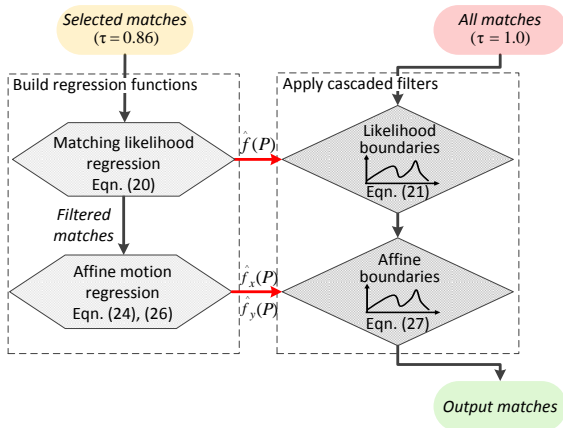 Selected matches
(τ = 0.86)
All matches
(τ = 1.0)
Build regression functions
Apply cascaded filters
Matching likelihood
regression
Eqn. (20)
f̂(P)
Likelihood
boundaries
Eqn. (21)
Filtered
matches
Affine motion
regression
Eqn. (24), (26)
f̂ₓ(P)
f̂ᵧ(P)
Affine
boundaries
Eqn. (27)
Output matches